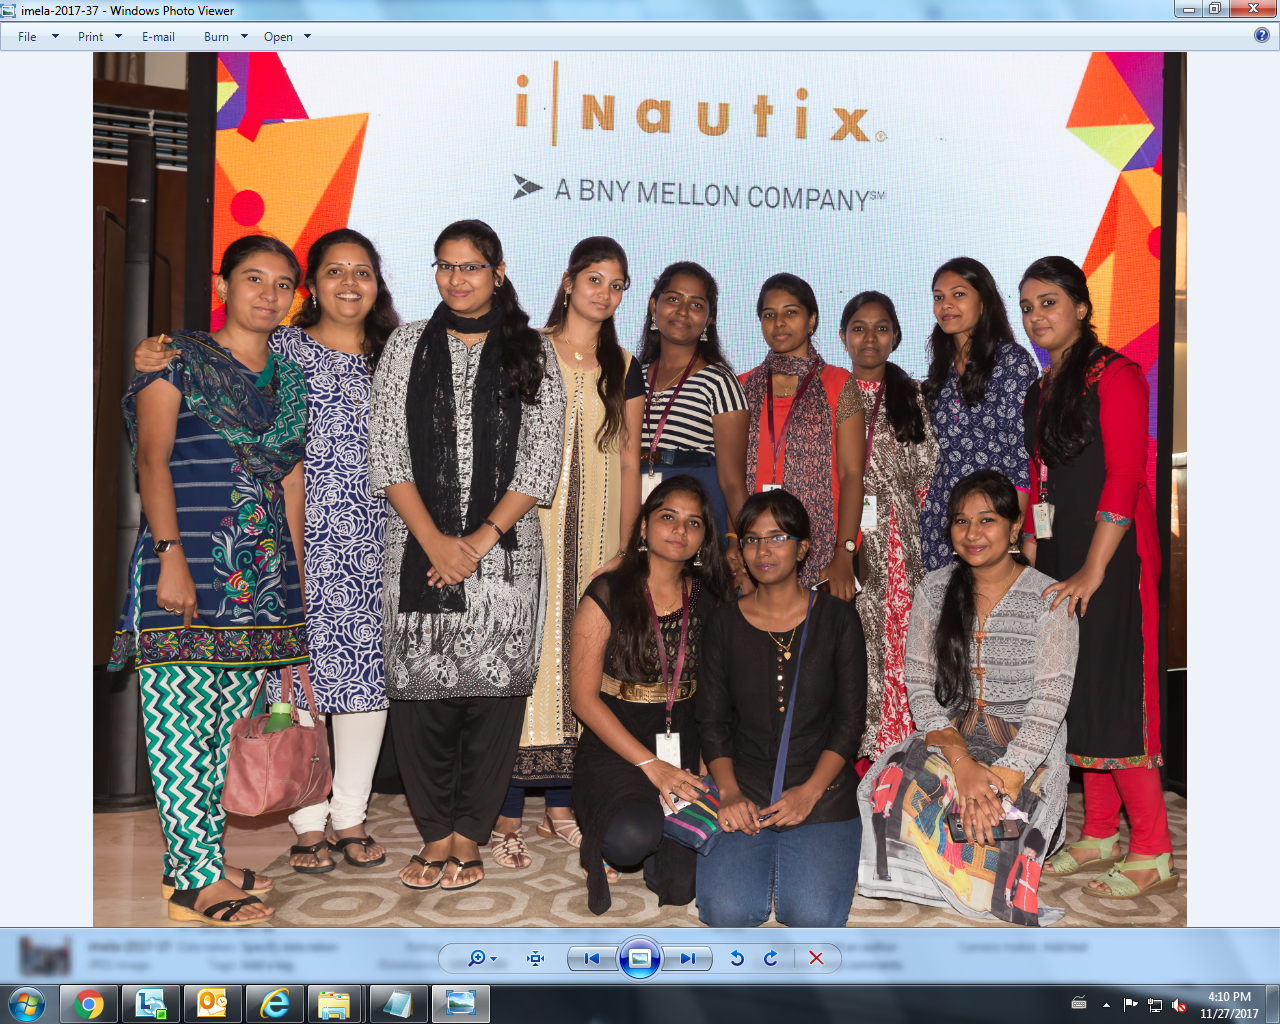 imela-2017-37 - Windows Photo Viewer
File Print E-mail Burn Open
i|Nautix®
A BNY MELLON COMPANY℠
4:10 PM
11/27/2017